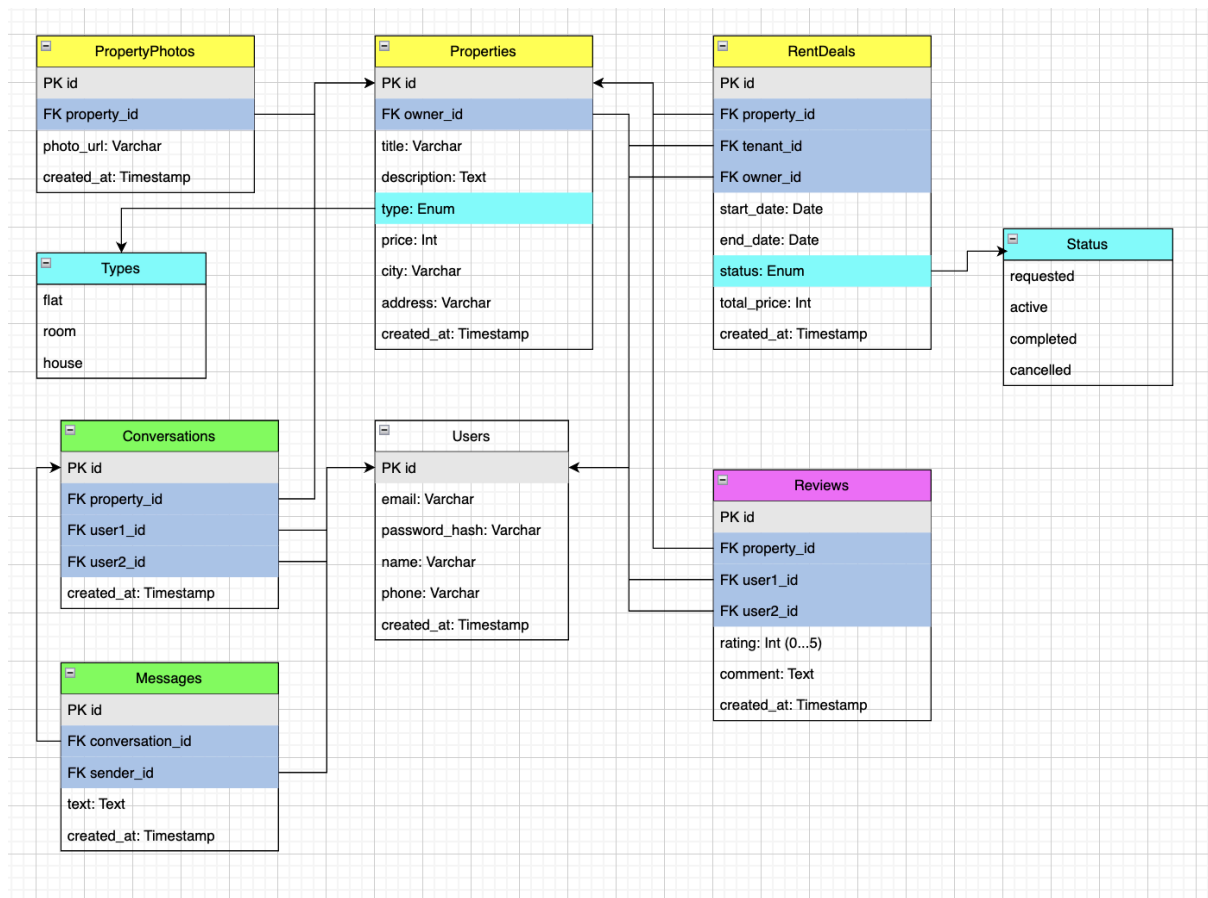 PropertyPhotos
PK id
FK property_id
photo_url: Varchar
created_at: Timestamp
Properties
PK id
FK owner_id
title: Varchar
description: Text
type: Enum
price: Int
city: Varchar
address: Varchar
created_at: Timestamp
RentDeals
PK id
FK property_id
FK tenant_id
FK owner_id
start_date: Date
end_date: Date
status: Enum
total_price: Int
created_at: Timestamp
Status
requested
active
completed
cancelled
Types
flat
room
house
Conversations
PK id
FK property_id
FK user1_id
FK user2_id
created_at: Timestamp
Users
PK id
email: Varchar
password_hash: Varchar
name: Varchar
phone: Varchar
created_at: Timestamp
Reviews
PK id
FK property_id
FK user1_id
FK user2_id
rating: Int (0...5)
comment: Text
created_at: Timestamp
Messages
PK id
FK conversation_id
FK sender_id
text: Text
created_at: Timestamp